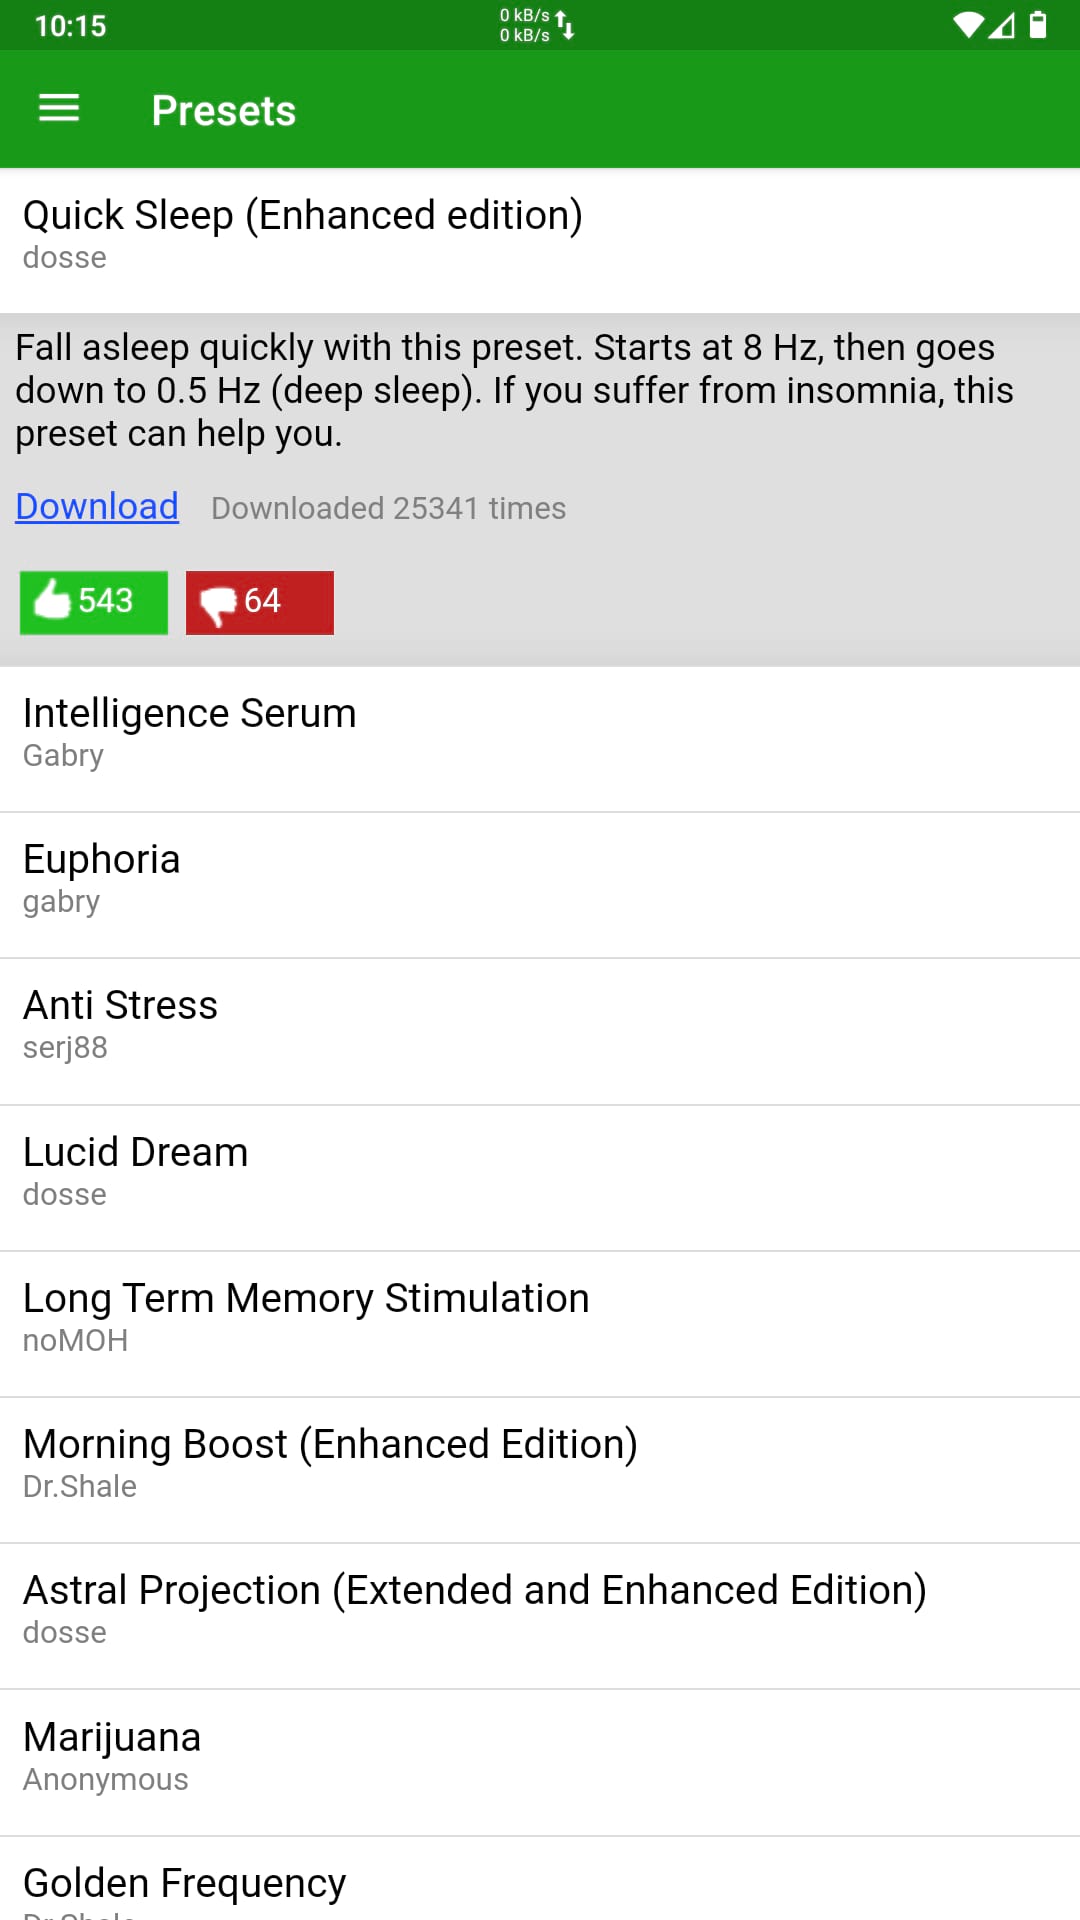 10:15
0 kB/s
0 kB/s
Presets
Quick Sleep (Enhanced edition)
dosse
Fall asleep quickly with this preset. Starts at 8 Hz, then goes
down to 0.5 Hz (deep sleep). If you suffer from insomnia, this
preset can help you.
Download Downloaded 25341 times
543 64
Intelligence Serum
Gabry
Euphoria
gabry
Anti Stress
serj88
Lucid Dream
dosse
Long Term Memory Stimulation
noMOH
Morning Boost (Enhanced Edition)
Dr.Shale
Astral Projection (Extended and Enhanced Edition)
dosse
Marijuana
Anonymous
Golden Frequency
Dr.Shale